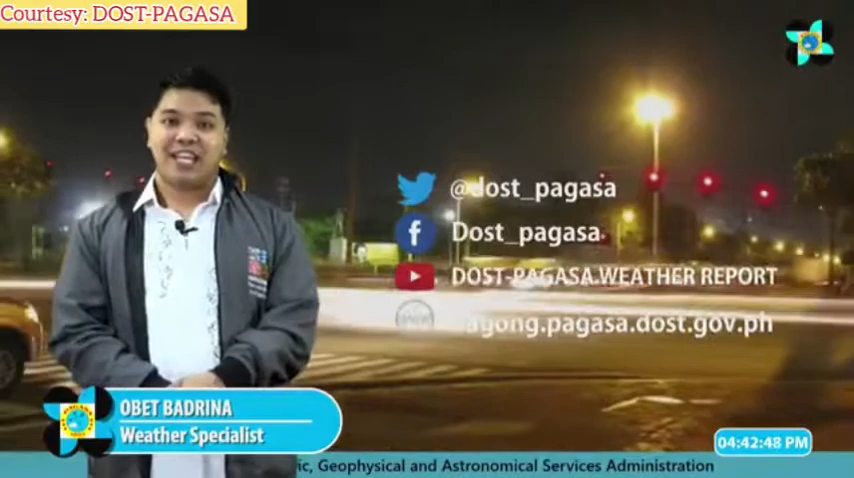 Courtesy: DOST-PAGASA
@dost_pagasa
Dost_pagasa
DOST-PAGASA WEATHER REPORT
pagasa.dost.gov.ph
OBET BADRINA
Weather Specialist
04:42:48 PM
Geophysical and Astronomical Services Administration